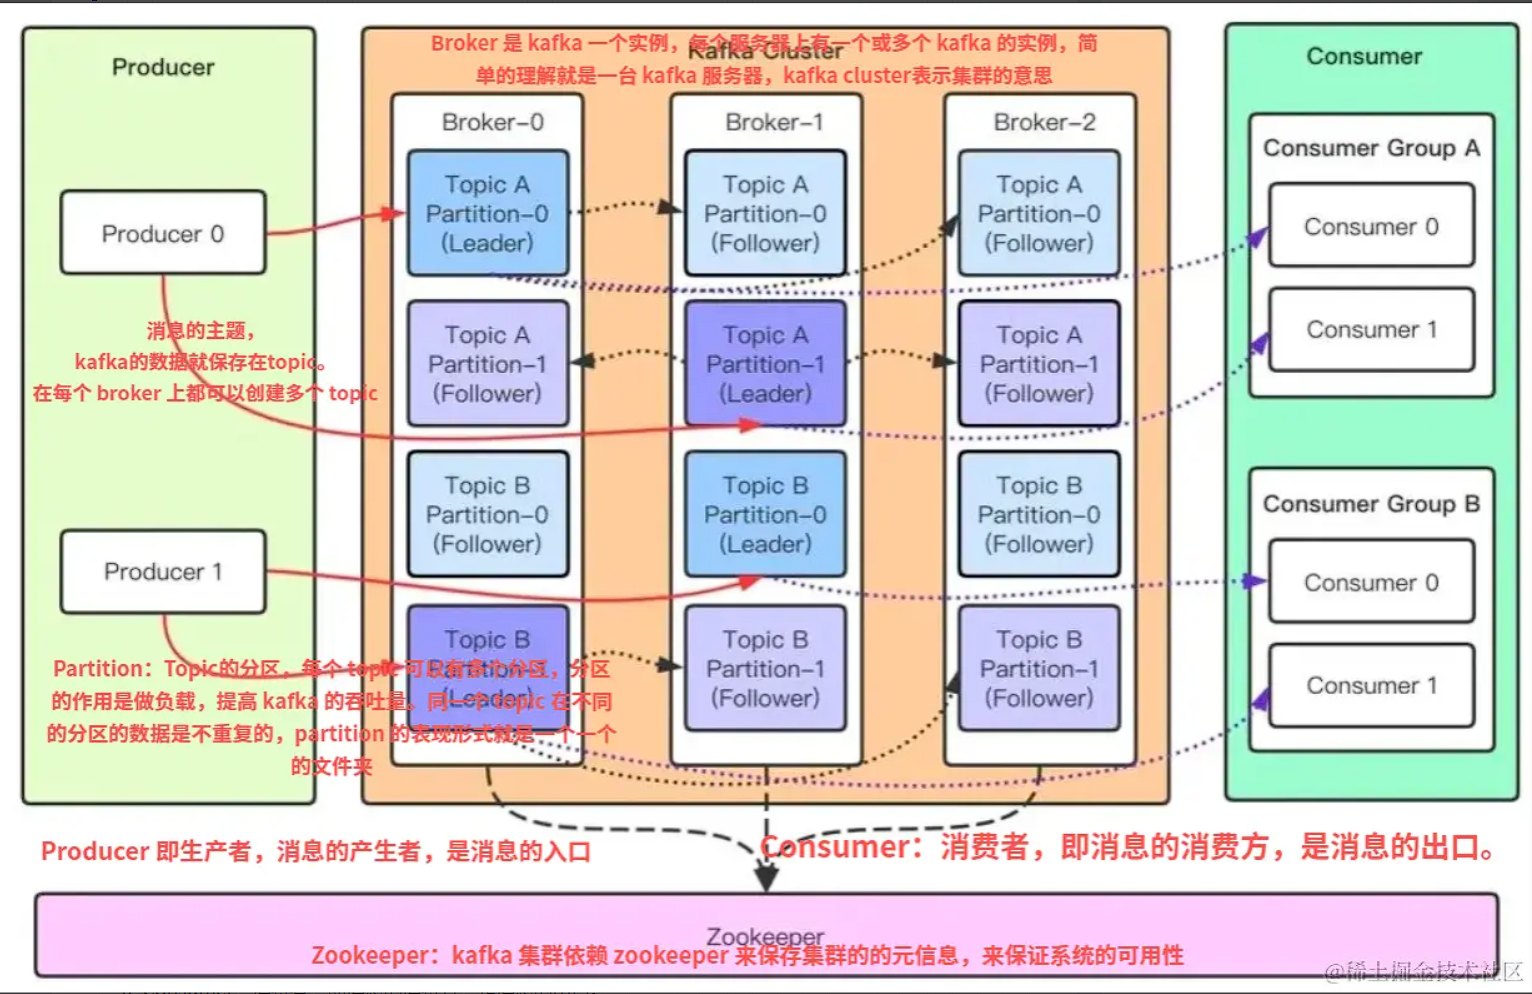 Producer
Broker 是 kafka 一个实例，每个服务器上有一个或多个 kafka 的实例，简
单的理解就是一台 kafka 服务器，kafka cluster表示集群的意思
Kafka Cluster
Consumer
Broker-0
Broker-1
Broker-2
Consumer Group A
Topic A
Partition-0
(Leader)
Topic A
Partition-0
(Follower)
Topic A
Partition-0
(Follower)
Producer 0
Consumer 0
消息的主题，
kafka的数据就保存在topic。
在每个 broker 上都可以创建多个 topic
Topic A
Partition-1
(Follower)
Topic A
Partition-1
(Leader)
Topic A
Partition-1
(Follower)
Consumer 1
Topic B
Partition-0
(Follower)
Topic B
Partition-0
(Leader)
Topic B
Partition-0
(Follower)
Consumer Group B
Producer 1
Consumer 0
Topic B
(Leader)
Topic B
Partition-1
(Follower)
Topic B
Partition-1
(Follower)
Consumer 1
Partition：Topic的分区，每个 topic 可以有多个分区，分区
的作用是做负载，提高 kafka 的吞吐量。同一个 topic 在不同
的分区的数据是不重复的，partition 的表现形式就是一个一个
的文件夹
Producer 即生产者，消息的产生者，是消息的入口
Consumer：消费者，即消息的消费方，是消息的出口。
Zookeeper
Zookeeper：kafka 集群依赖 zookeeper 来保存集群的的元信息，来保证系统的可用性
@稀土掘金技术社区